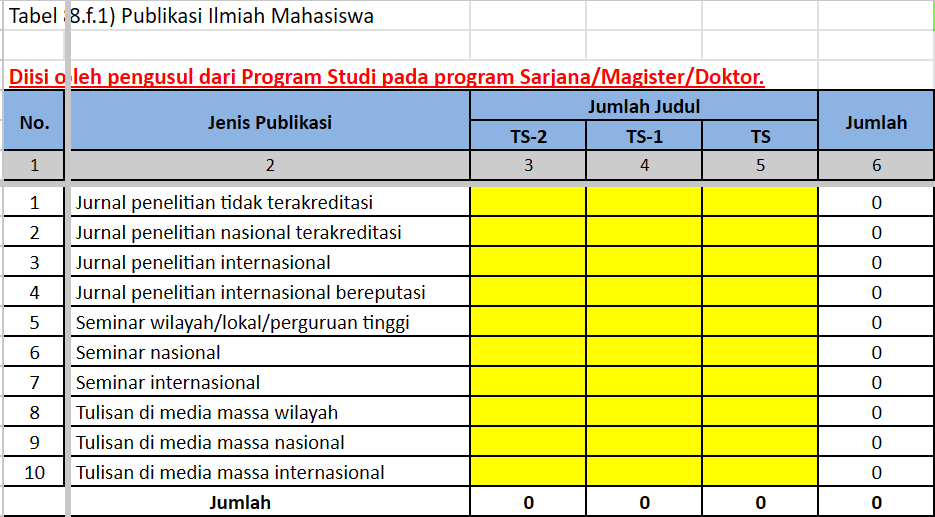 Tabel 8.f.1) Publikasi Ilmiah Mahasiswa
Diisi oleh pengusul dari Program Studi pada program Sarjana/Magister/Doktor.
No. Jenis Publikasi Jumlah Judul Jumlah
TS-2 TS-1 TS
1 2 3 4 5 6
1 Jurnal penelitian tidak terakreditasi 0
2 Jurnal penelitian nasional terakreditasi 0
3 Jurnal penelitian internasional 0
4 Jurnal penelitian internasional bereputasi 0
5 Seminar wilayah/lokal/perguruan tinggi 0
6 Seminar nasional 0
7 Seminar internasional 0
8 Tulisan di media massa wilayah 0
9 Tulisan di media massa nasional 0
10 Tulisan di media massa internasional 0
Jumlah 0 0 0 0